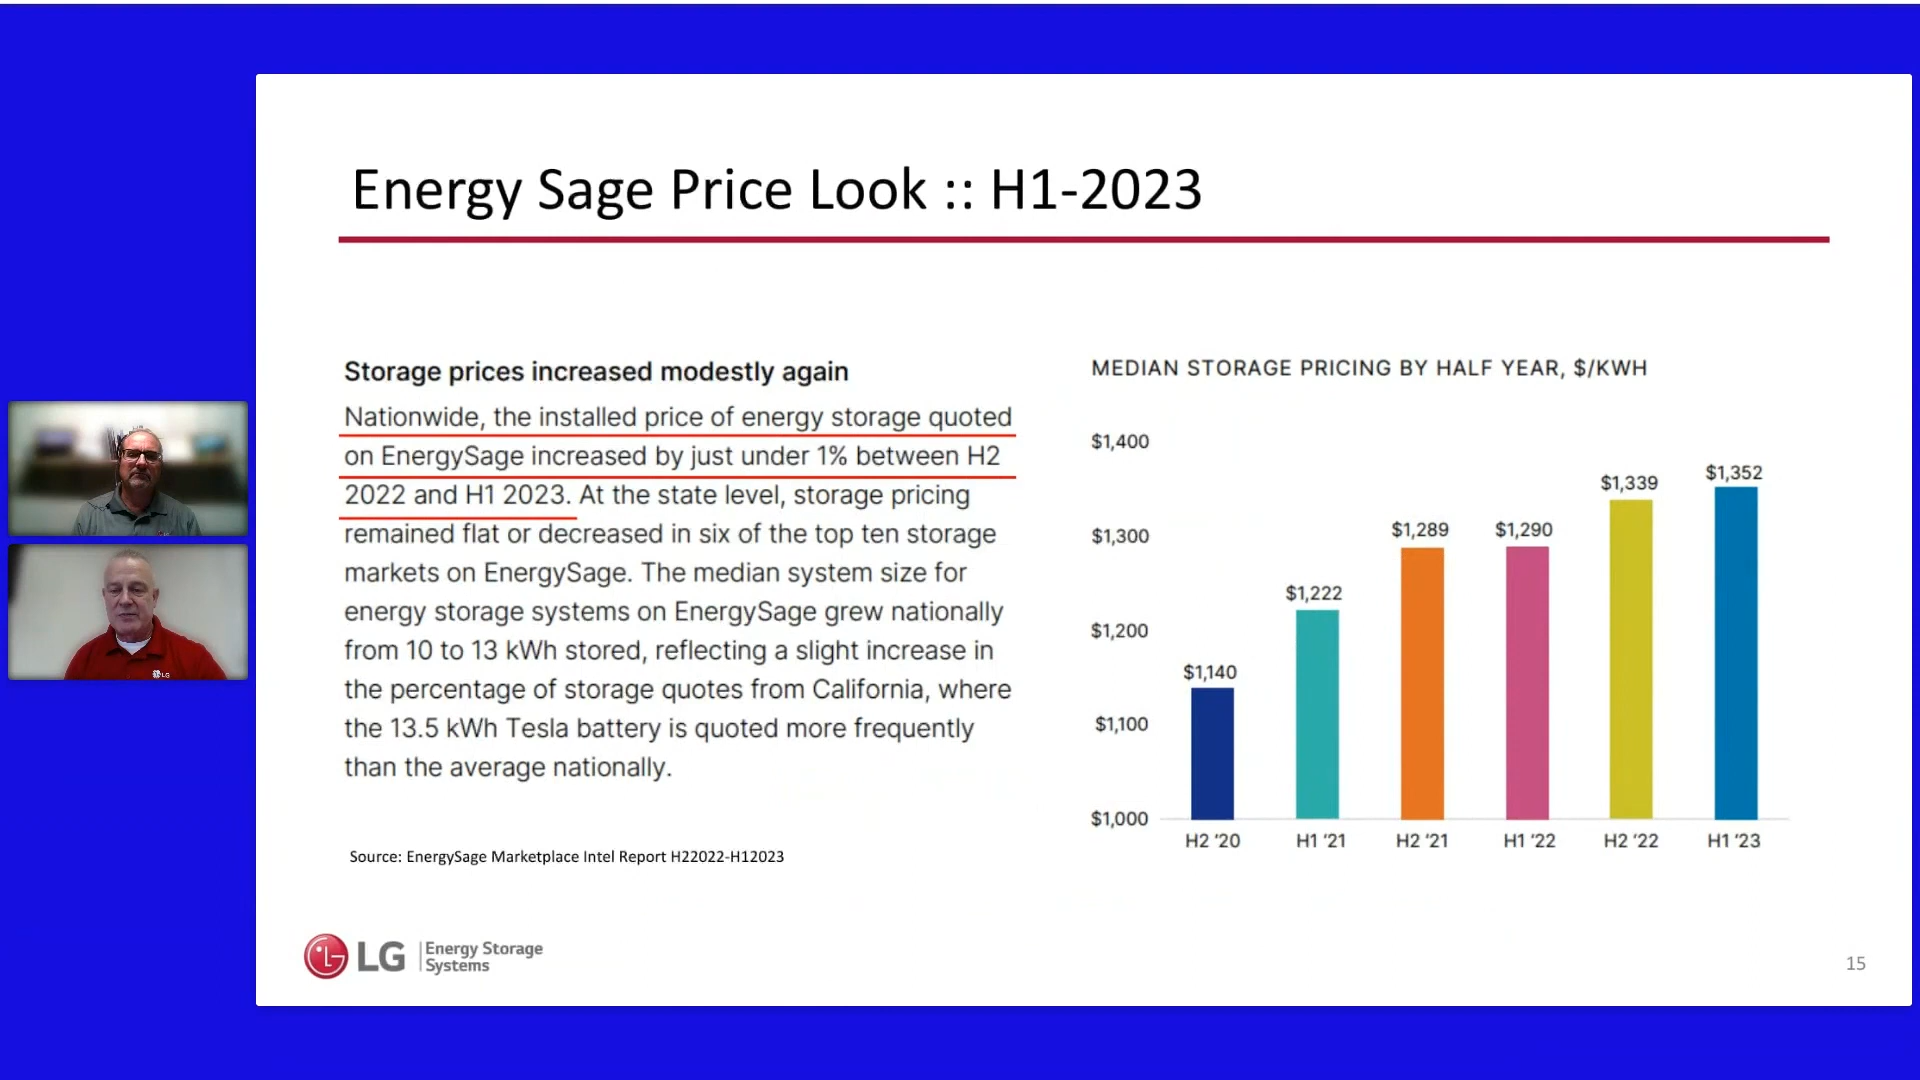 Energy Sage Price Look :: H1-2023
Storage prices increased modestly again
Nationwide, the installed price of energy storage quoted
on EnergySage increased by just under 1% between H2
2022 and H1 2023. At the state level, storage pricing
remained flat or decreased in six of the top ten storage
markets on EnergySage. The median system size for
energy storage systems on EnergySage grew nationally
from 10 to 13 kWh stored, reflecting a slight increase in
the percentage of storage quotes from California, where
the 13.5 kWh Tesla battery is quoted more frequently
than the average nationally.
Source: EnergySage Marketplace Intel Report H22022-H12023
MEDIAN STORAGE PRICING BY HALF YEAR, $/KWH
$1,400
$1,300
$1,200
$1,100
$1,000
$1,140
$1,222
$1,289
$1,290
$1,339
$1,352
H2 '20
H1 '21
H2 '21
H1 '22
H2 '22
H1 '23
LG
Energy Storage
Systems
15
LG